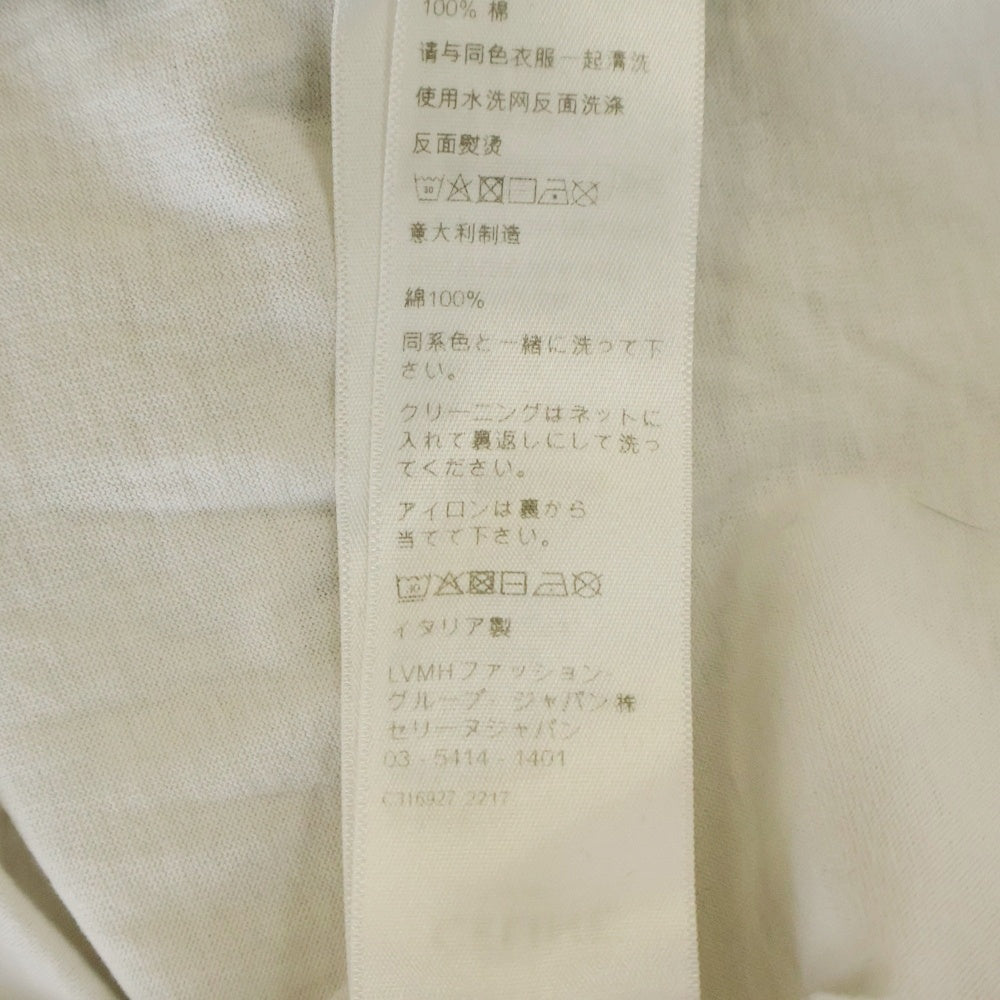 100% 棉
请与同色衣服一起清洗
使用水洗网反面洗涤
反面熨烫
30
意大利制造
綿100%
同系色と一緒に洗って下
さい。
クリーニングはネットに
入れて裏返しにして洗っ
てください。
アイロンは裏から
当てて下さい。
30
イタリア製
LVMHファッション・
グループ・ジャパン㈱
セリーヌジャパン
03 - 5414 - 1401
C316927 2217